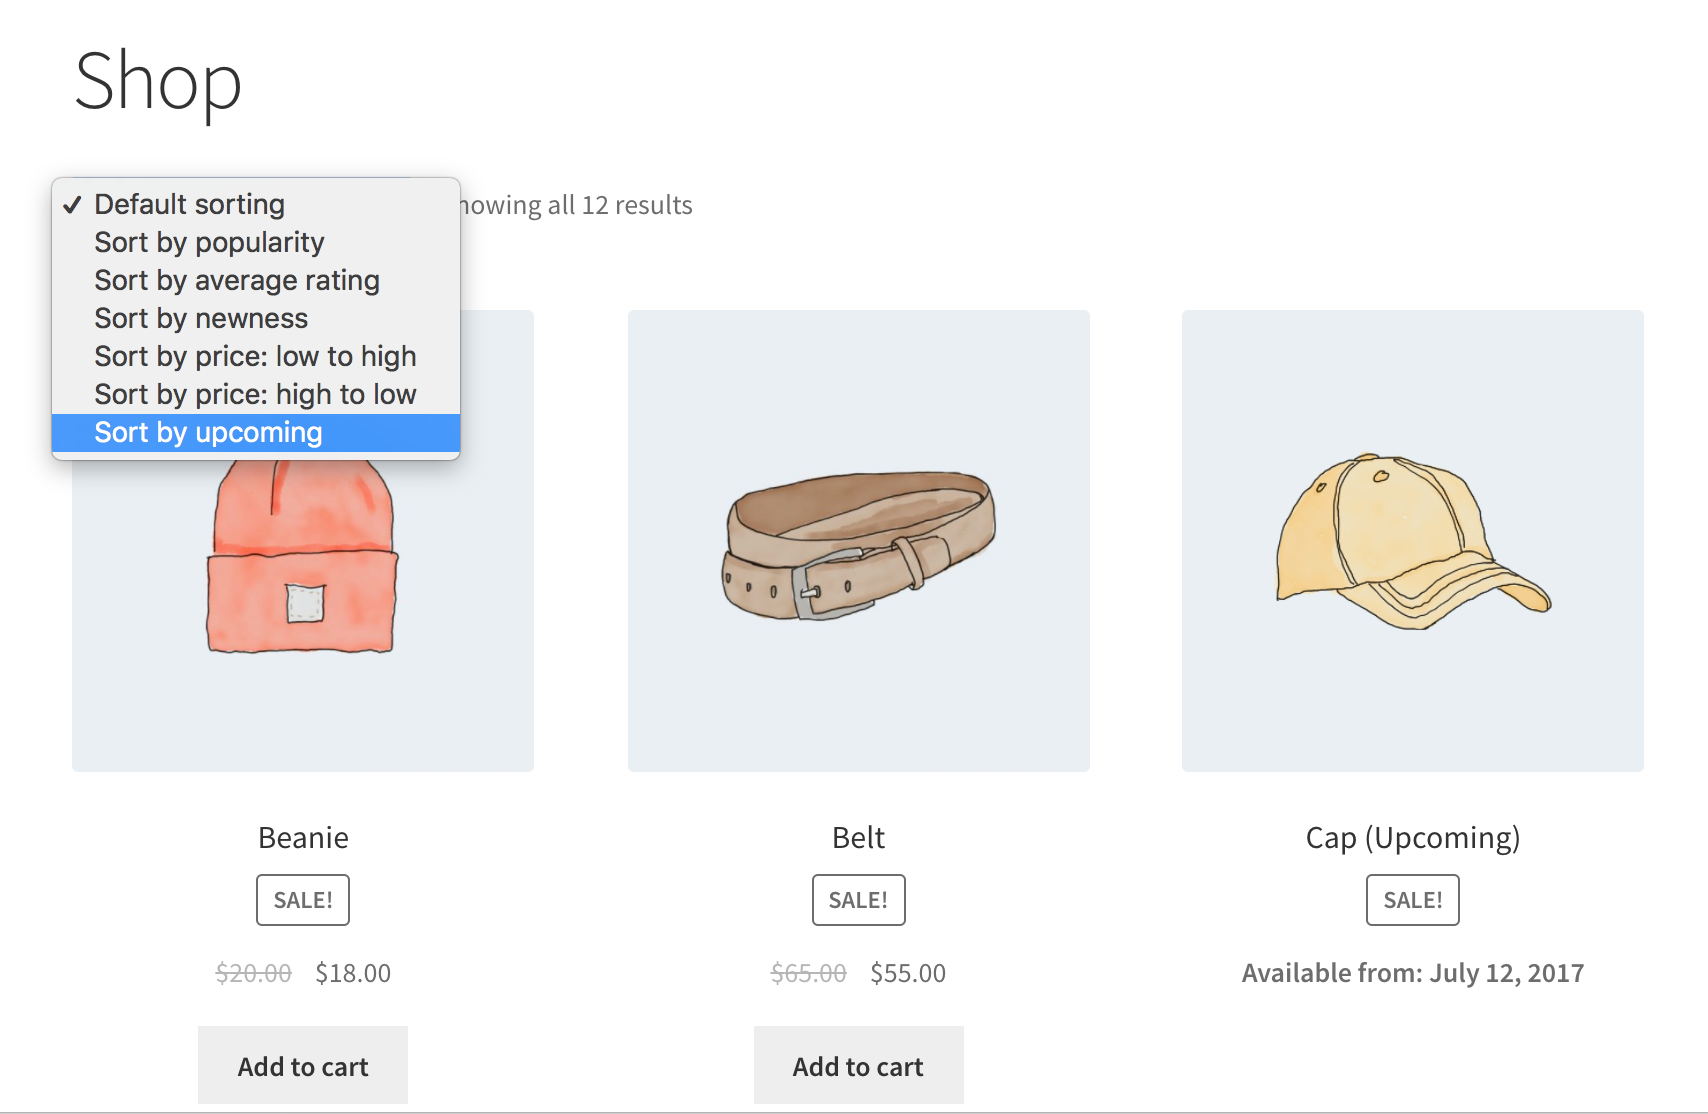 Shop
✓ Default sorting
Sort by popularity
Sort by average rating
Sort by newness
Sort by price: low to high
Sort by price: high to low
Sort by upcoming
howing all 12 results
Beanie
Belt
Cap (Upcoming)
SALE!
SALE!
SALE!
$20.00 $18.00
$65.00 $55.00
Available from: July 12, 2017
Add to cart
Add to cart